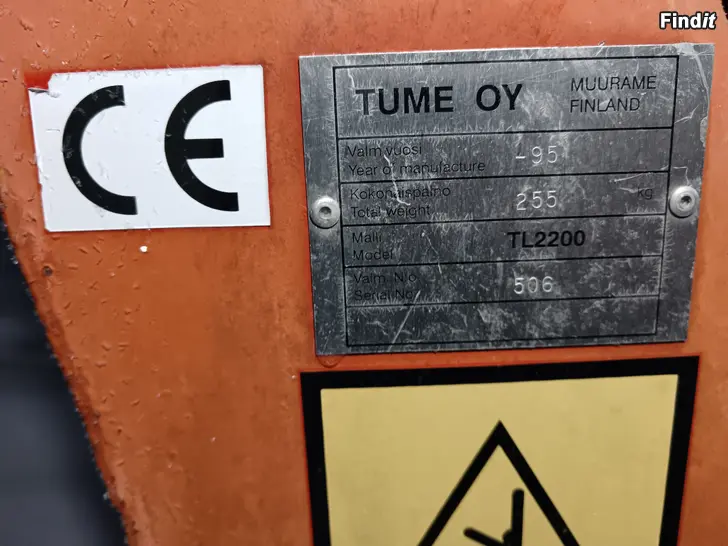 Findit
CE
TUME OY
MUURAME
FINLAND
Valm.vuosi
Year of manufacture -95
Kokonaispaino
Total weight 255 kg
Malli
Model TL2200
Valm. N:o
Serial No 506